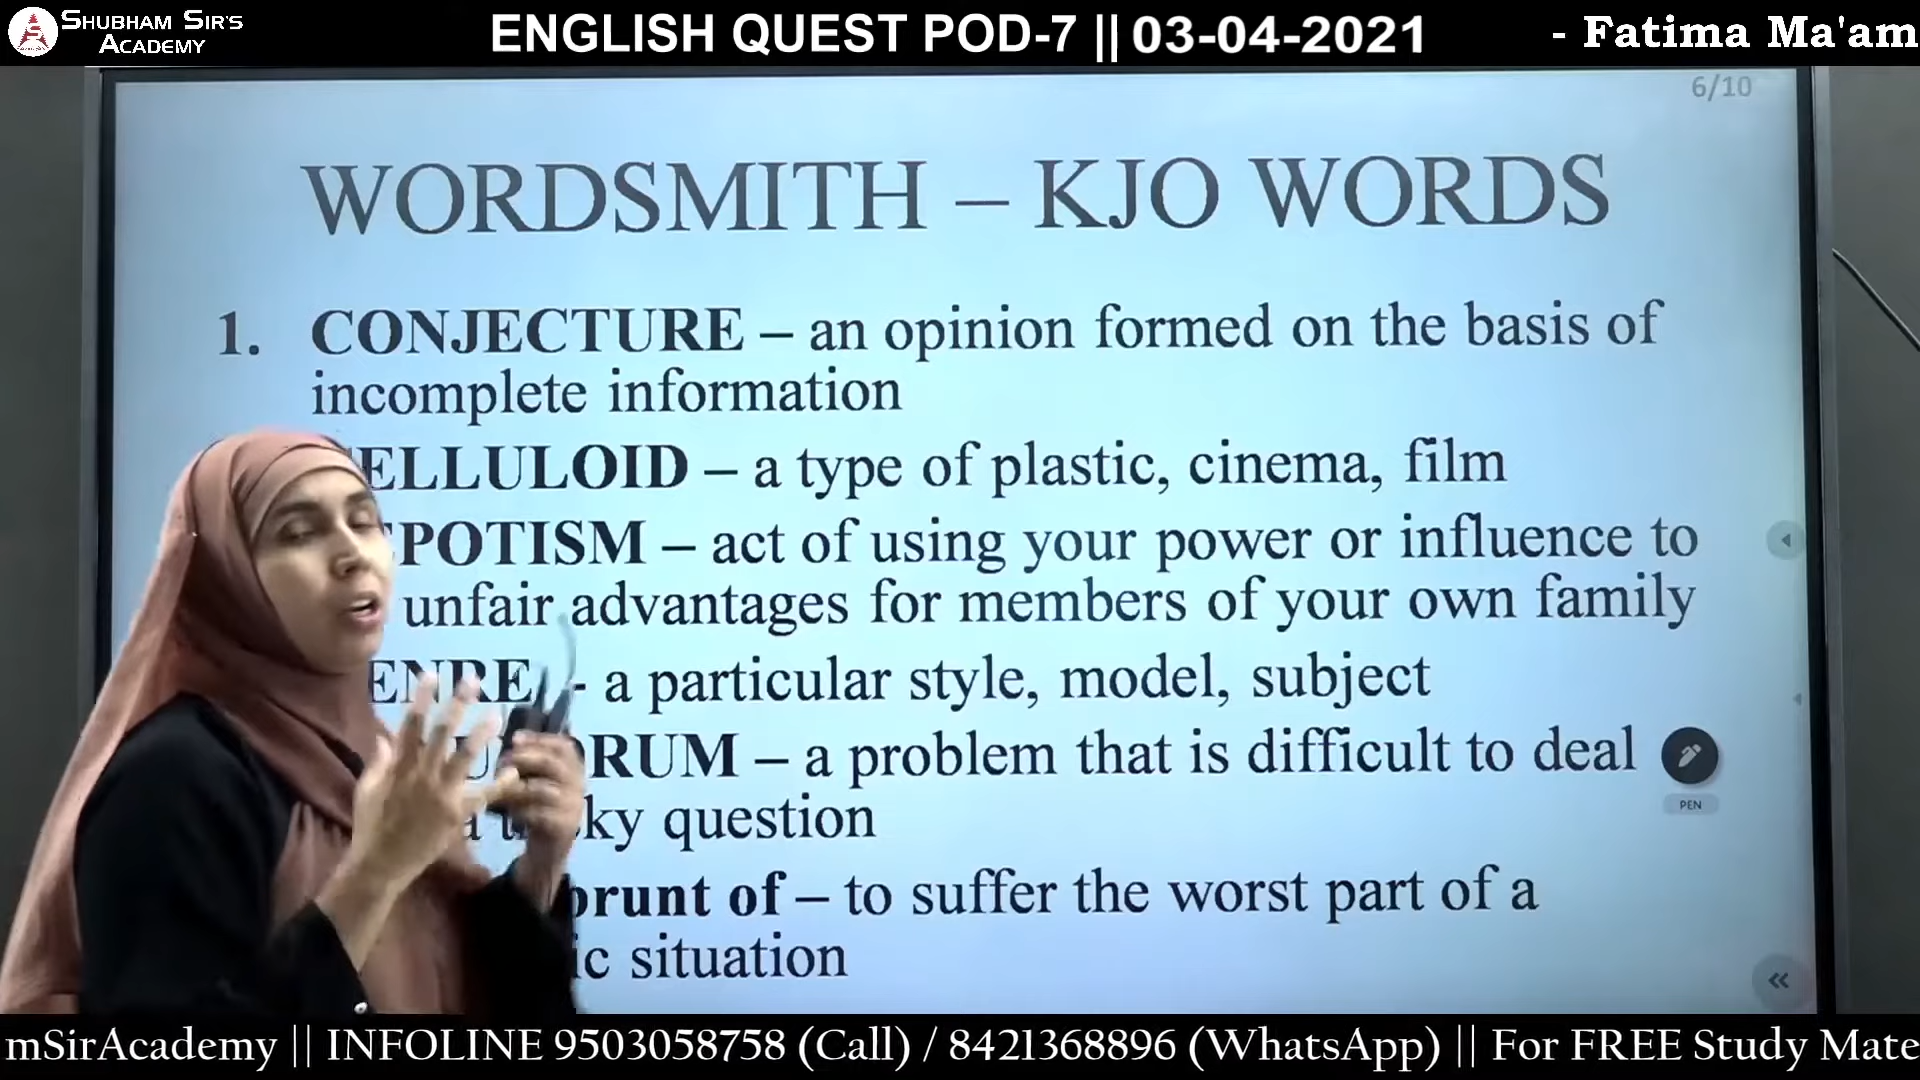 SHUBHAM SIR'S
ACADEMY
ENGLISH QUEST POD-7 || 03-04-2021
- Fatima Ma'am
6/10
WORDSMITH – KJO WORDS
1. CONJECTURE – an opinion formed on the basis of
incomplete information
ELLULOID – a type of plastic, cinema, film
POTISM – act of using your power or influence to
unfair advantages for members of your own family
ENRE - a particular style, model, subject
RUM – a problem that is difficult to deal
PEN
a ky question
brunt of – to suffer the worst part of a
ic situation
mSirAcademy || INFOLINE 9503058758 (Call) / 8421368896 (WhatsApp) || For FREE Study Mate